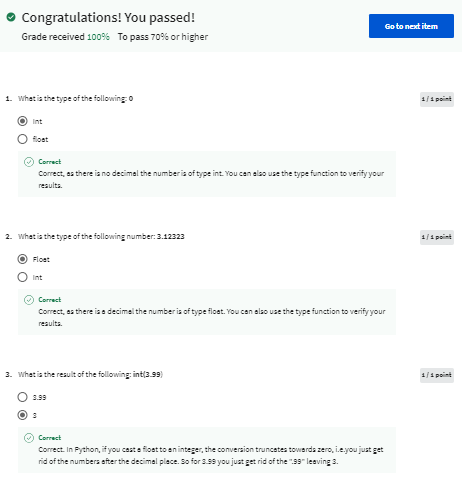 Congratulations! You passed!
Grade received 100% To pass 70% or higher
Go to next item
1. What is the type of the following: 0
1 / 1 point
Int
float
Correct
Correct, as there is no decimal the number is of type int. You can also use the type function to verify your
results.
2. What is the type of the following number: 3.12323
1 / 1 point
Float
Int
Correct
Correct, as there is a decimal the number is of type float. You can also use the type function to verify your
results.
3. What is the result of the following: int(3.99)
1 / 1 point
3.99
3
Correct
Correct. In Python, if you cast a float to an integer, the conversion truncates towards zero, i.e.you just get
rid of the numbers after the decimal place. So for 3.99 you just get rid of the ".99" leaving 3.